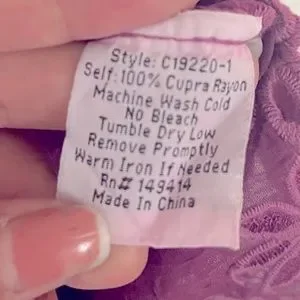 Style: C19220-1
Self:100% Cupra Rayon
Machine Wash Cold
No Bleach
Tumble Dry Low
Remove Promptly
Warm Iron If Needed
Rn# 149414
Made In China